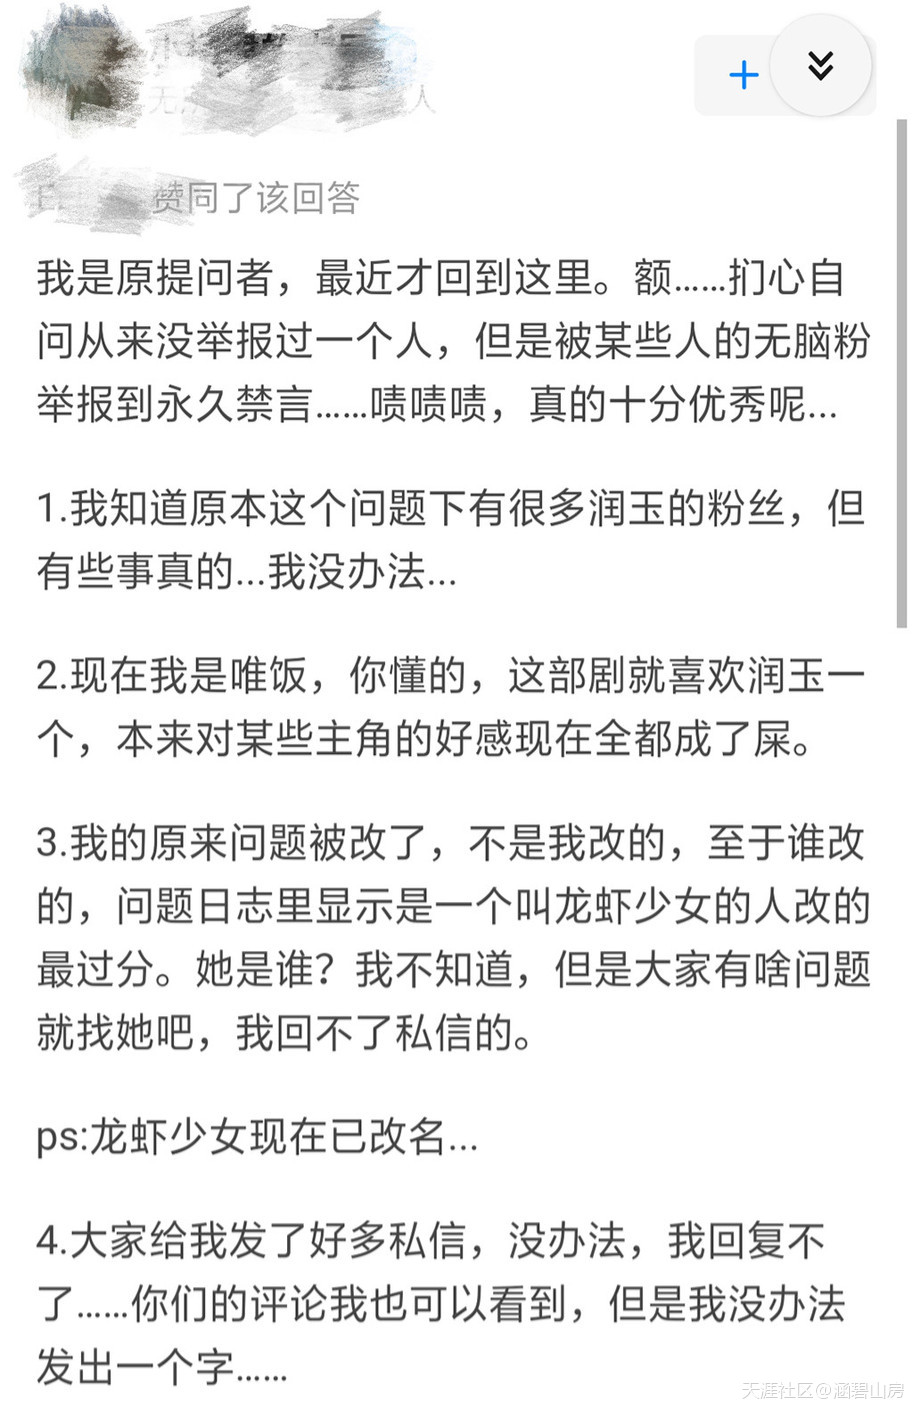 人
赞同了该回答
我是原提问者，最近才回到这里。额……扪心自
问从来没举报过一个人，但是被某些人的无脑粉
举报到永久禁言……啧啧啧，真的十分优秀呢...
1.我知道原本这个问题下有很多润玉的粉丝，但
有些事真的...我没办法...
2.现在我是唯饭，你懂的，这部剧就喜欢润玉一
个，本来对某些主角的好感现在全都成了屎。
3.我的原来问题被改了，不是我改的，至于谁改
的，问题日志里显示是一个叫龙虾少女的人改的
最过分。她是谁？我不知道，但是大家有啥问题
就找她吧，我回不了私信的。
ps:龙虾少女现在已改名...
4.大家给我发了好多私信，没办法，我回复不
了……你们的评论我也可以看到，但是我没办法
发出一个字……
天涯社区@涵碧山房